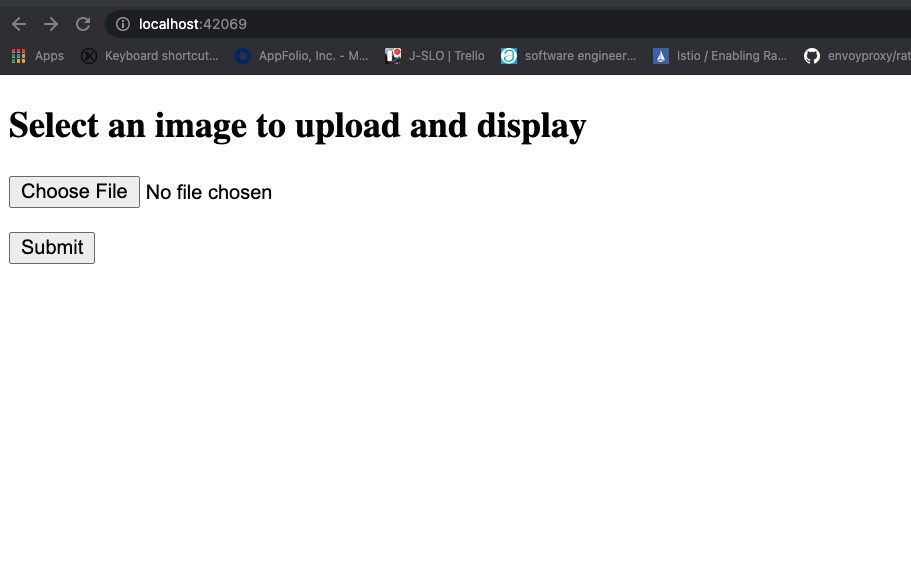 localhost:42069
Apps Keyboard shortcut... AppFolio, Inc. - M... J-SLO | Trello software engineer... Istio / Enabling Ra... envoyproxy/rat
Select an image to upload and display
Choose File No file chosen
Submit